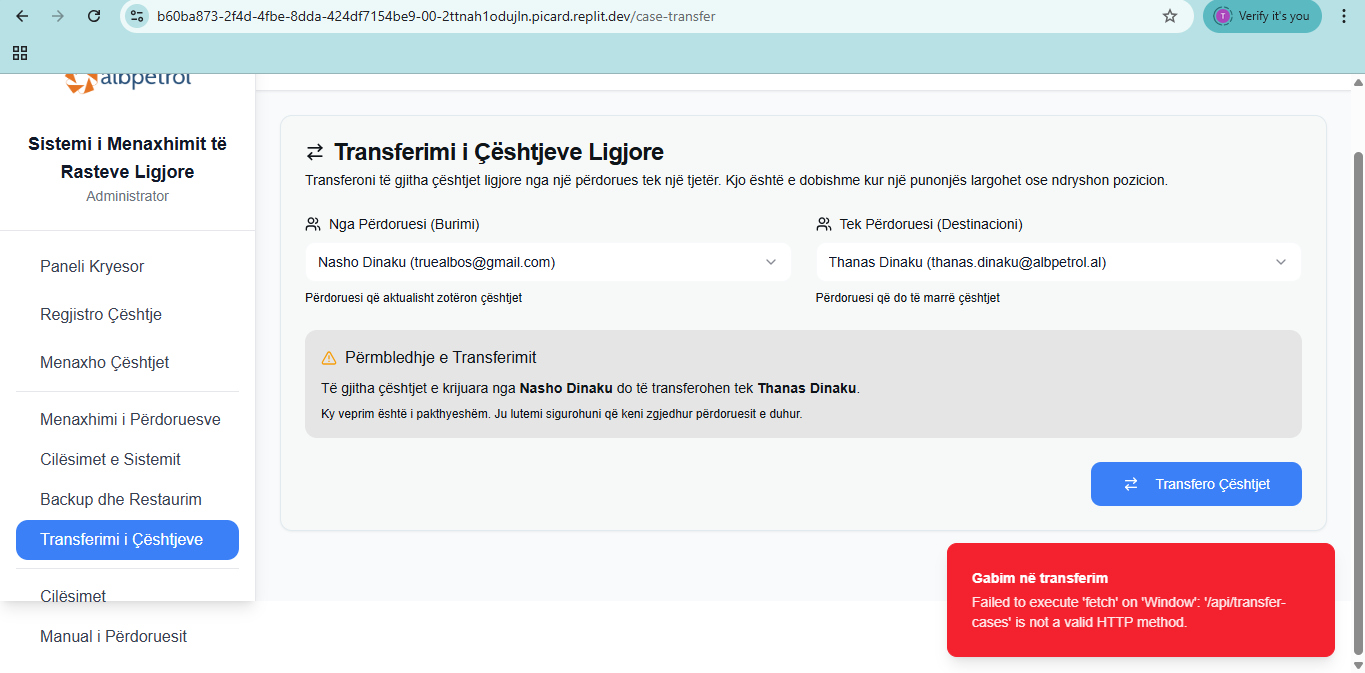 b60ba873-2f4d-4fbe-8dda-424df7154be9-00-2ttnah1odujln.picard.replit.dev/case-transfer
T Verify it's you
albpetrol
Sistemi i Menaxhimit të
Rasteve Ligjore
Administrator
Paneli Kryesor
Regjistro Çështje
Menaxho Çështjet
Menaxhimi i Përdoruesve
Cilësimet e Sistemit
Backup dhe Restaurim
Transferimi i Çështjeve
Cilësimet
Manual i Përdoruesit
Transferimi i Çështjeve Ligjore
Transferoni të gjitha çështjet ligjore nga një përdorues tek një tjetër. Kjo është e dobishme kur një punonjës largohet ose ndryshon pozicion.
Nga Përdoruesi (Burimi)
Nasho Dinaku (truealbos@gmail.com)
Përdoruesi që aktualisht zotëron çështjet
Tek Përdoruesi (Destinacioni)
Thanas Dinaku (thanas.dinaku@albpetrol.al)
Përdoruesi që do të marrë çështjet
Përmbledhje e Transferimit
Të gjitha çështjet e krijuara nga Nasho Dinaku do të transferohen tek Thanas Dinaku.
Ky veprim është i pakthyeshëm. Ju lutemi sigurohuni që keni zgjedhur përdoruesit e duhur.
Transfero Çështjet
Gabim në transferim
Failed to execute 'fetch' on 'Window': '/api/transfer-
cases' is not a valid HTTP method.